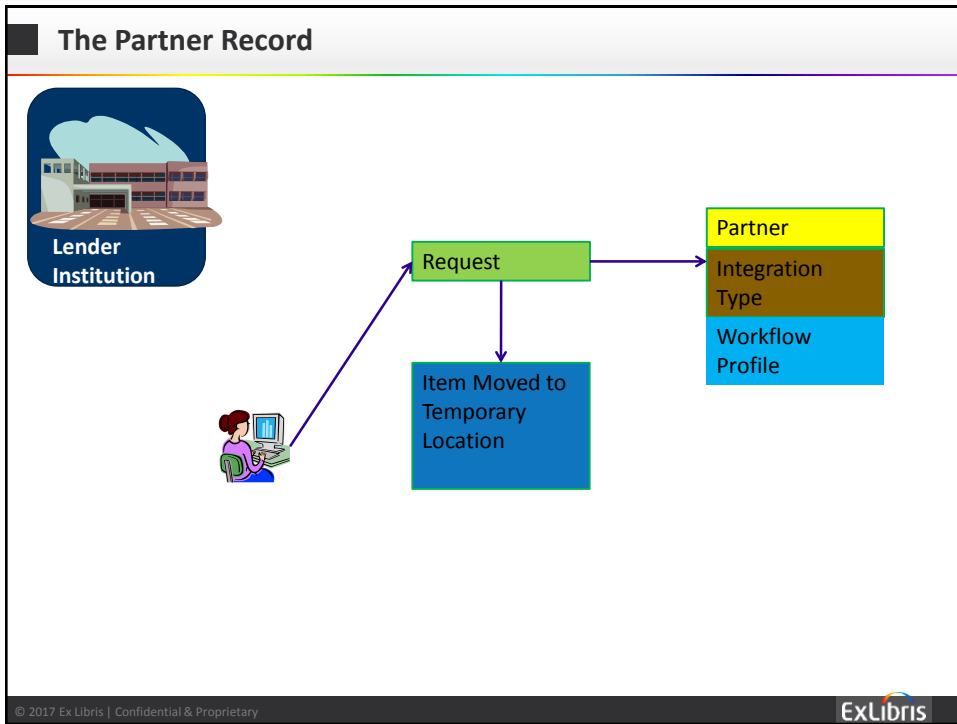 The Partner Record
Lender
Institution
Request
Partner
Integration
Type
Workflow
Profile
Item Moved to
Temporary
Location
© 2017 Ex Libris | Confidential & Proprietary
ExLibris